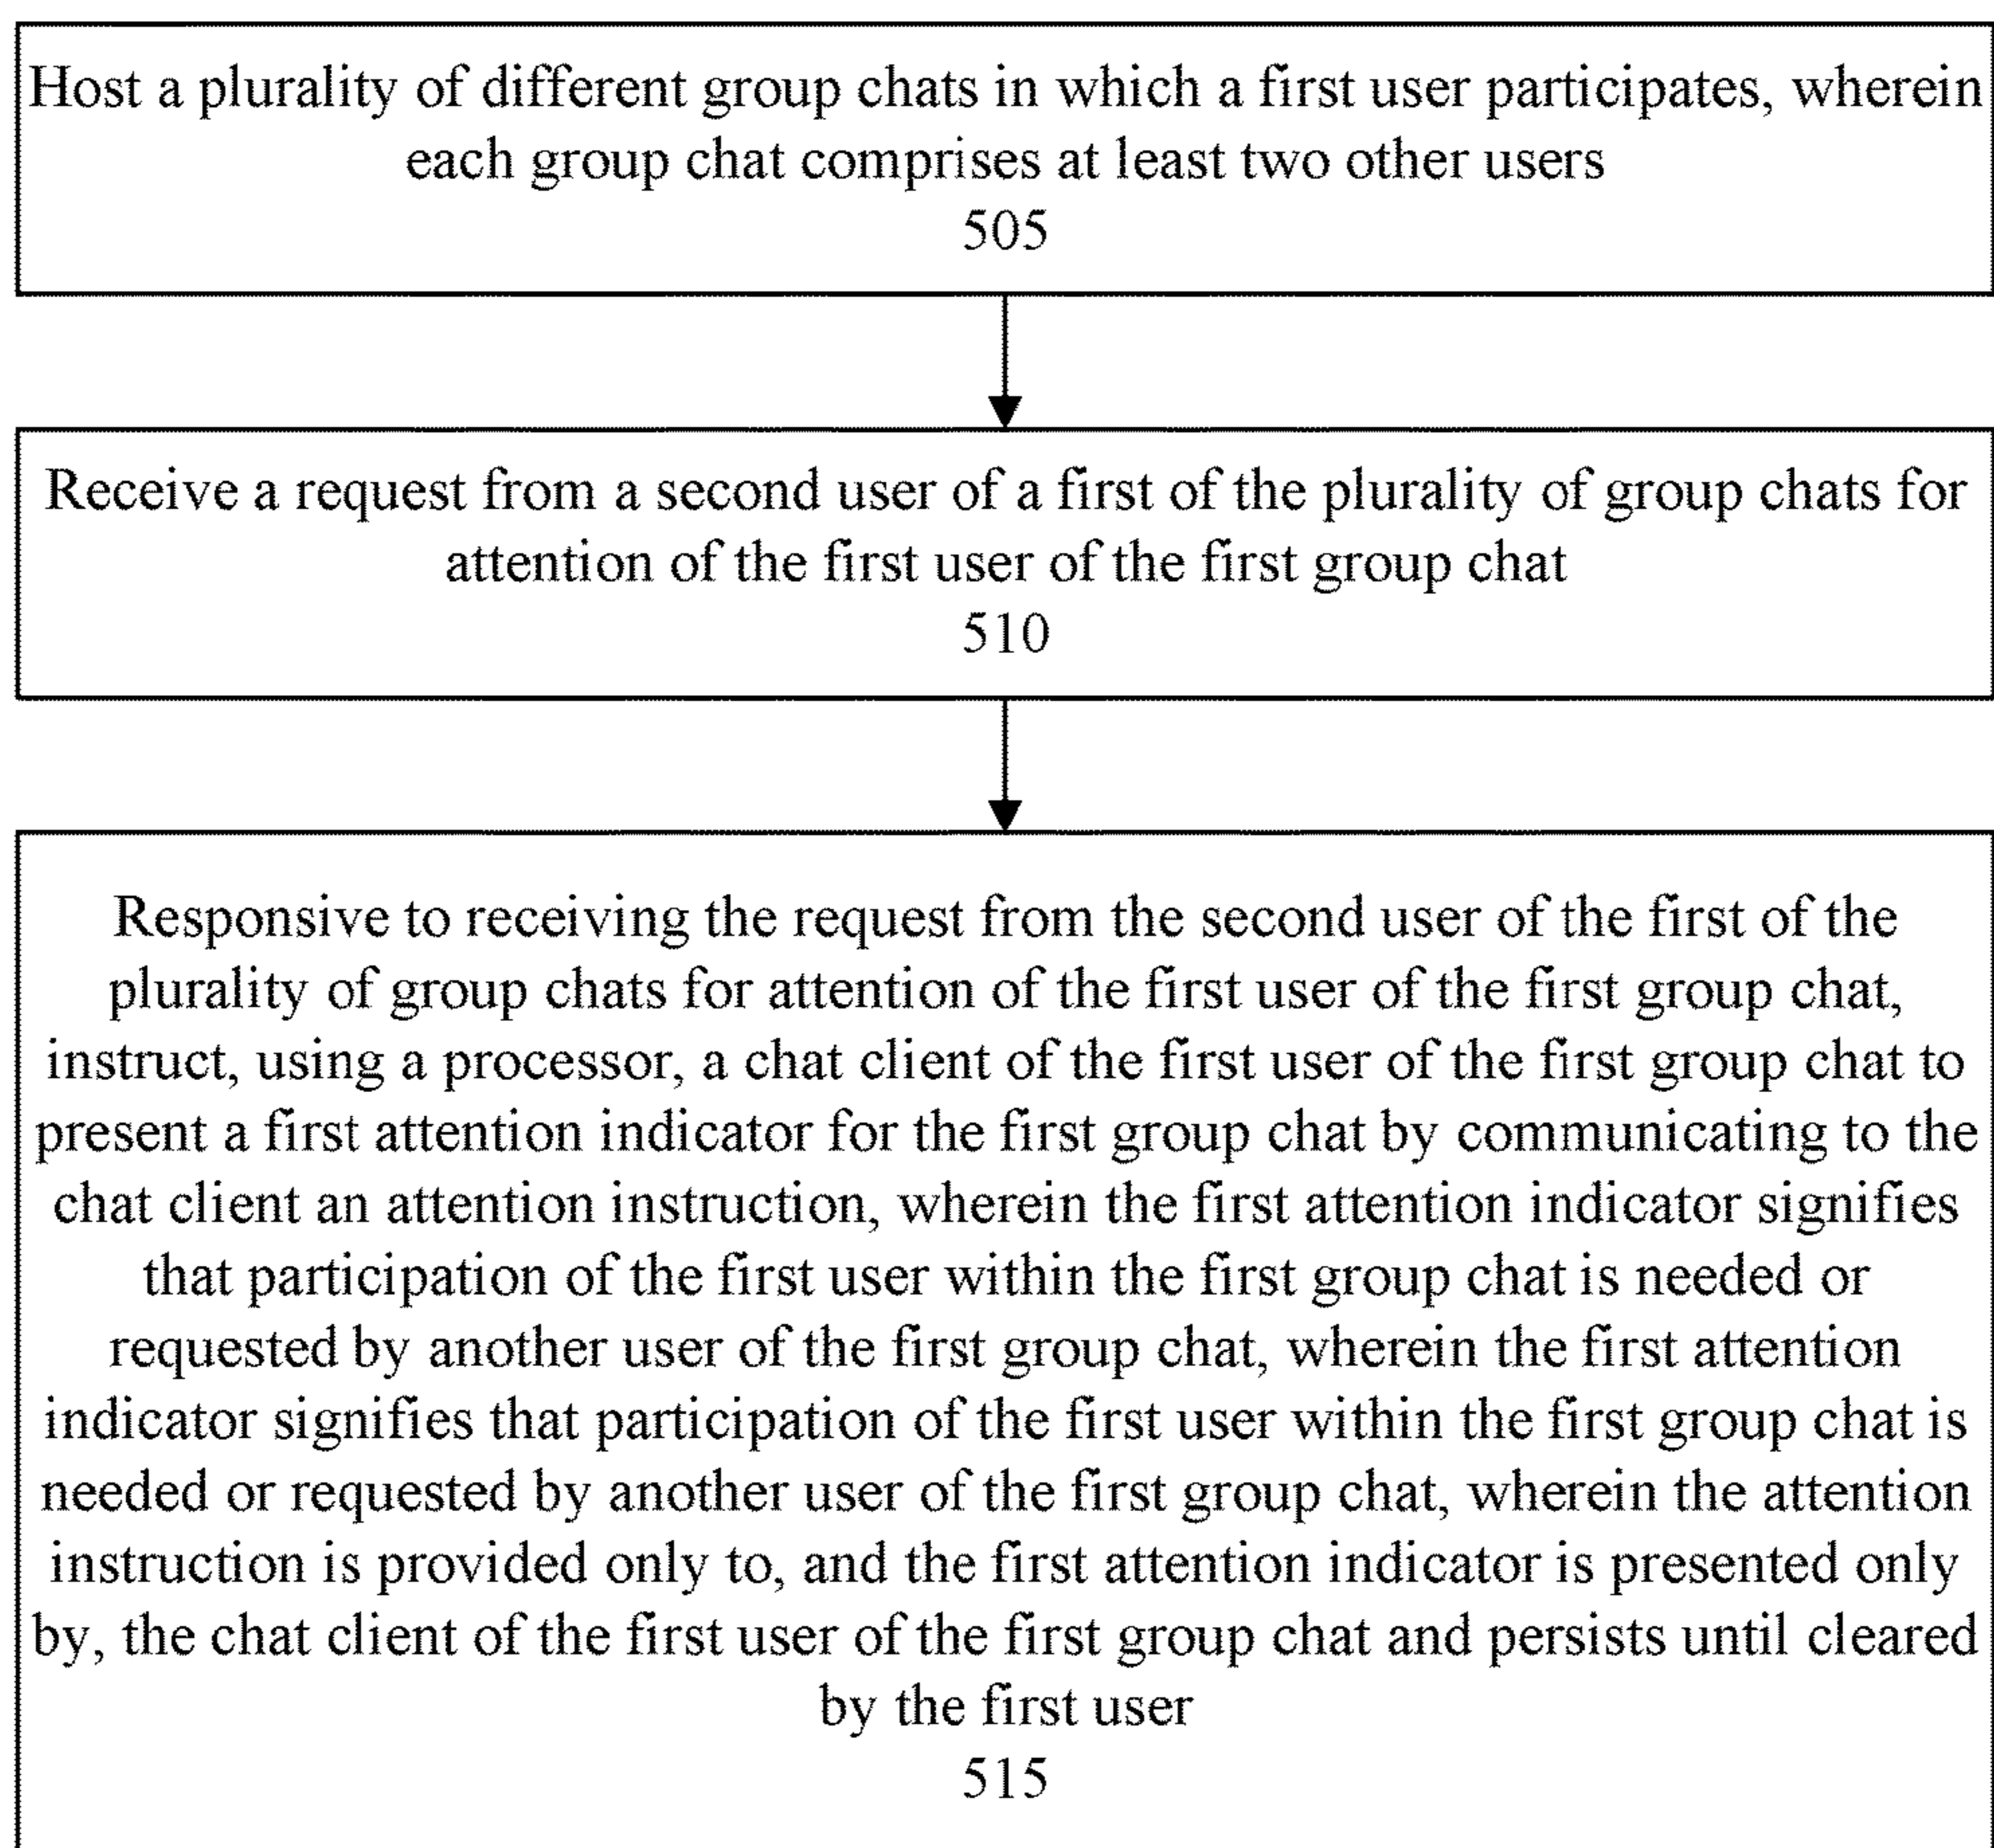 Host a plurality of different group chats in which a first user participates, wherein
each group chat comprises at least two other users
505
Receive a request from a second user of a first of the plurality of group chats for
attention of the first user of the first group chat
510
Responsive to receiving the request from the second user of the first of the
plurality of group chats for attention of the first user of the first group chat,
instruct, using a processor, a chat client of the first user of the first group chat to
present a first attention indicator for the first group chat by communicating to the
chat client an attention instruction, wherein the first attention indicator signifies
that participation of the first user within the first group chat is needed or
requested by another user of the first group chat, wherein the first attention
indicator signifies that participation of the first user within the first group chat is
needed or requested by another user of the first group chat, wherein the attention
instruction is provided only to, and the first attention indicator is presented only
by, the chat client of the first user of the first group chat and persists until cleared
by the first user
515